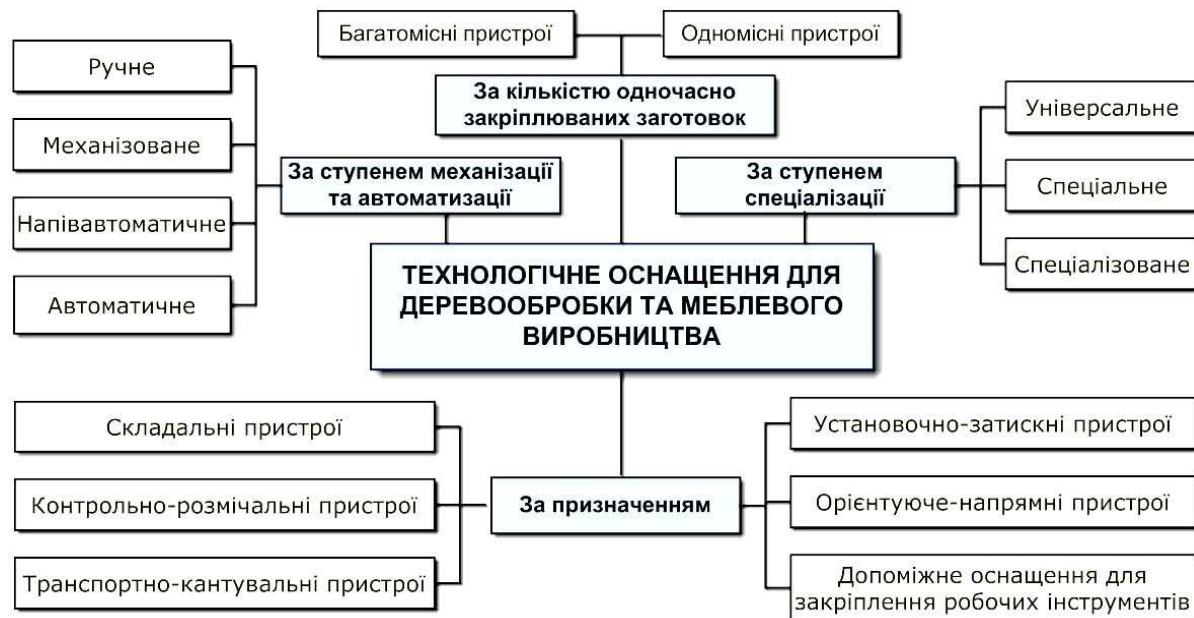 Багатомісні пристрої
Одномісні пристрої
За кількістю одночасно
закріплюваних заготовок
Ручне
Механізоване
Напівавтоматичне
Автоматичне
За ступенем механізації
та автоматизації
За ступенем
спеціалізації
Універсальне
Спеціальне
Спеціалізоване
ТЕХНОЛОГІЧНЕ ОСНАЩЕННЯ ДЛЯ
ДЕРЕВООБРОБКИ ТА МЕБЛЕВОГО
ВИРОБНИЦТВА
Складальні пристрої
Контрольно-розмічальні пристрої
Транспортно-кантувальні пристрої
За призначенням
Установочно-затискні пристрої
Орієнтуюче-напрямні пристрої
Допоміжне оснащення для
закріплення робочих інструментів